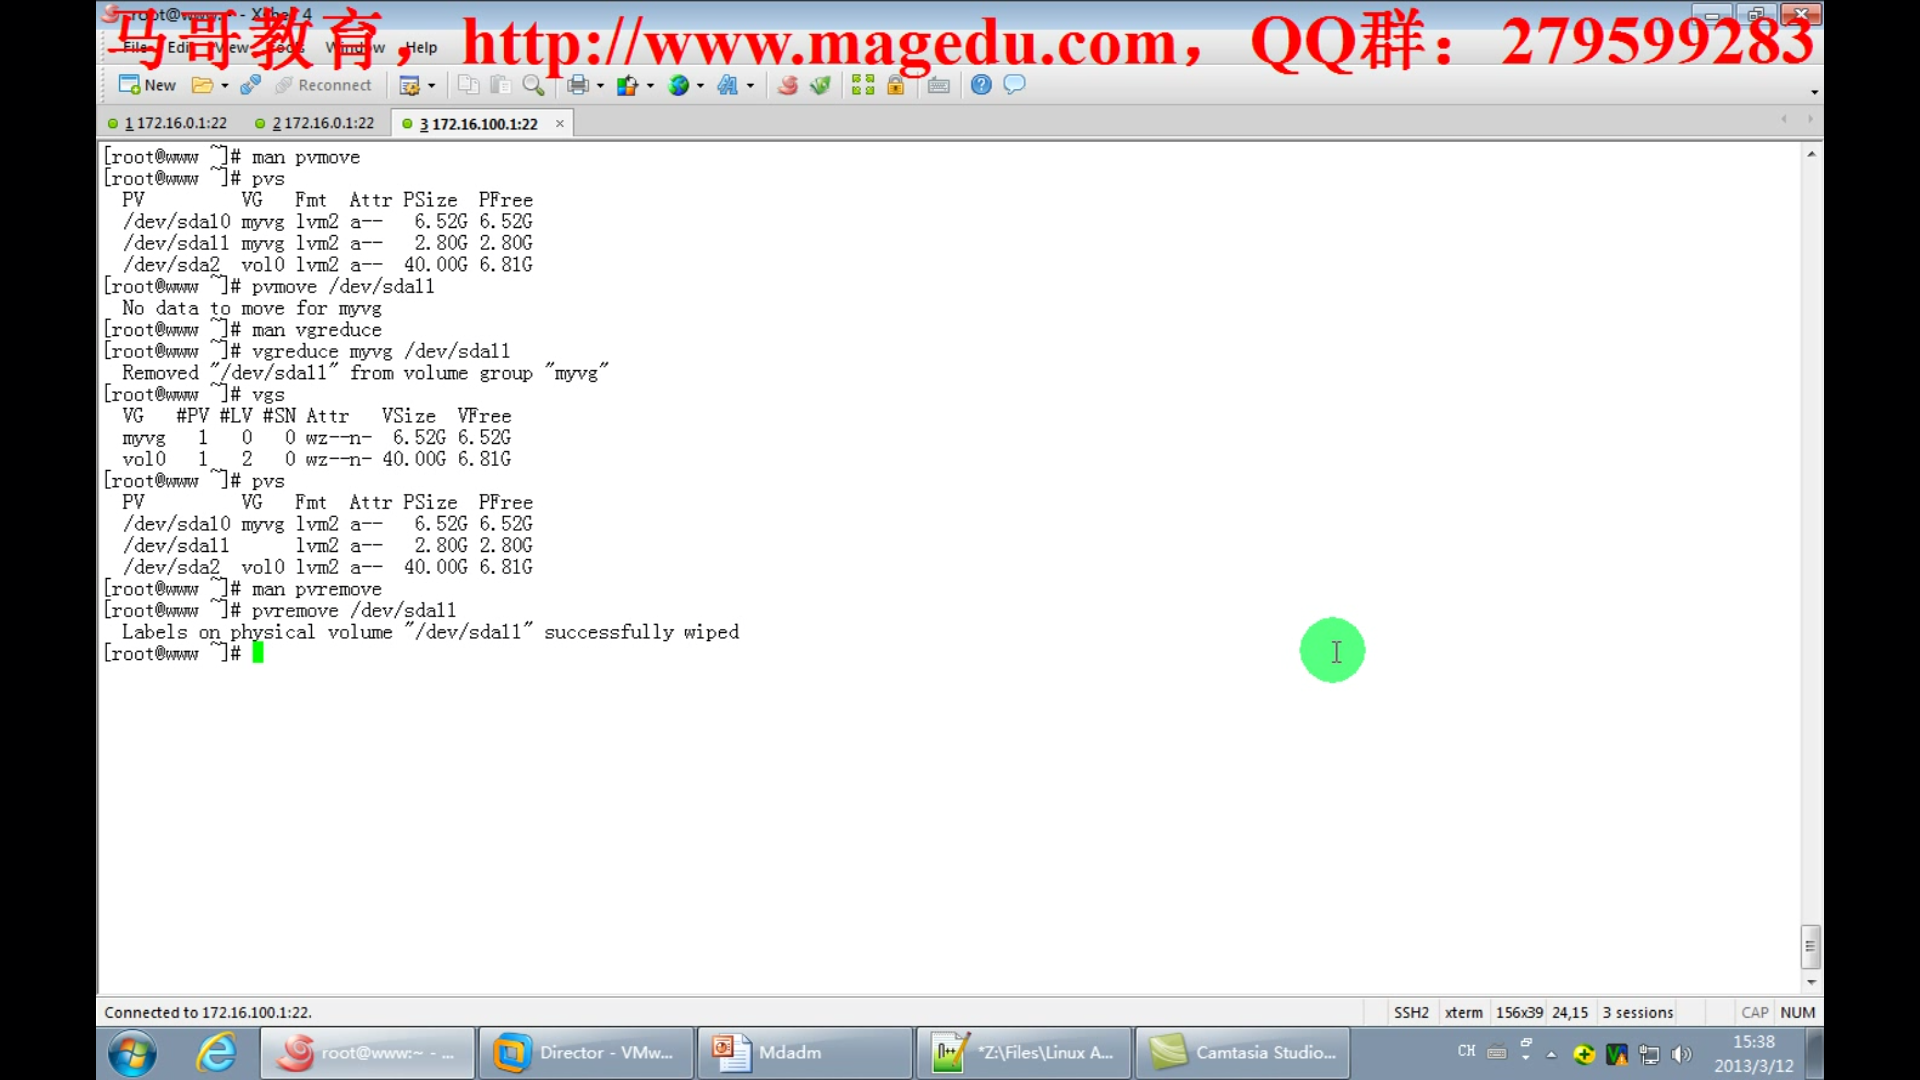 root@www:~ - Xshell 4
马哥教育，http://www.magedu.com，QQ群：279599283
File Edit View Tools Window Help
New Reconnect
1 172.16.0.1:22 2 172.16.0.1:22 3 172.16.100.1:22
[root@www ~]# man pvmove
[root@www ~]# pvs
PV VG Fmt Attr PSize PFree
/dev/sda10 myvg lvm2 a-- 6.52G 6.52G
/dev/sda11 myvg lvm2 a-- 2.80G 2.80G
/dev/sda2 vol0 lvm2 a-- 40.00G 6.81G
[root@www ~]# pvmove /dev/sda11
No data to move for myvg
[root@www ~]# man vgreduce
[root@www ~]# vgreduce myvg /dev/sda11
Removed "/dev/sda11" from volume group "myvg"
[root@www ~]# vgs
VG #PV #LV #SN Attr VSize VFree
myvg 1 0 0 wz--n- 6.52G 6.52G
vol0 1 2 0 wz--n- 40.00G 6.81G
[root@www ~]# pvs
PV VG Fmt Attr PSize PFree
/dev/sda10 myvg lvm2 a-- 6.52G 6.52G
/dev/sda11 lvm2 a-- 2.80G 2.80G
/dev/sda2 vol0 lvm2 a-- 40.00G 6.81G
[root@www ~]# man pvremove
[root@www ~]# pvremove /dev/sda11
Labels on physical volume "/dev/sda11" successfully wiped
[root@www ~]#
Connected to 172.16.100.1:22. SSH2 xterm 156x39 24,15 3 sessions CAP NUM
root@www:~ - ... Director - VMw... Mdadm *Z:\Files\Linux A... Camtasia Studio... CH 15:38
2013/3/12